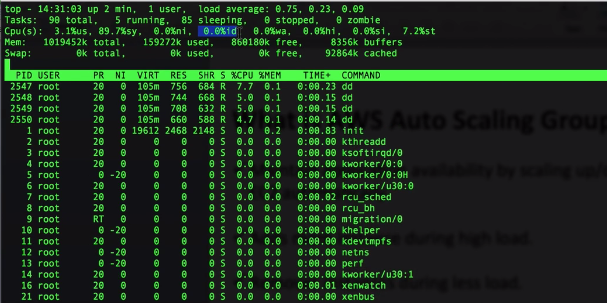 top - 14:31:03 up 2 min,  1 user,  load average: 0.75, 0.23, 0.09
Tasks:  90 total,   5 running,  85 sleeping,   0 stopped,   0 zombie
Cpu(s):  3.1%us, 89.7%sy,  0.0%ni,  0.0%id,  0.0%wa,  0.0%hi,  0.0%si,  7.2%st
Mem:   1019452k total,   159272k used,   860180k free,     8356k buffers
Swap:        0k total,        0k used,        0k free,    92864k cached
PID USER      PR  NI  VIRT  RES  SHR S %CPU %MEM    TIME+  COMMAND
2547 root      20   0  105m  756  684 R  7.7  0.1   0:00.23 dd
2548 root      20   0  105m  744  668 R  5.0  0.1   0:00.15 dd
2549 root      20   0  105m  708  632 R  5.0  0.1   0:00.15 dd
2550 root      20   0  105m  660  588 R  4.7  0.1   0:00.14 dd
1 root      20   0 19612 2468 2148 S  0.0  0.2   0:00.83 init
2 root      20   0     0    0    0 S  0.0  0.0   0:00.00 kthreadd
3 root      20   0     0    0    0 S  0.0  0.0   0:00.00 ksoftirqd/0
4 root      20   0     0    0    0 S  0.0  0.0   0:00.00 kworker/0:0
5 root       0 -20     0    0    0 S  0.0  0.0   0:00.00 kworker/0:0H
6 root      20   0     0    0    0 S  0.0  0.0   0:00.00 kworker/u30:0
7 root      20   0     0    0    0 S  0.0  0.0   0:00.02 rcu_sched
8 root      20   0     0    0    0 S  0.0  0.0   0:00.00 rcu_bh
9 root      RT   0     0    0    0 S  0.0  0.0   0:00.00 migration/0
10 root       0 -20     0    0    0 S  0.0  0.0   0:00.00 khelper
11 root      20   0     0    0    0 S  0.0  0.0   0:00.00 kdevtmpfs
12 root       0 -20     0    0    0 S  0.0  0.0   0:00.00 netns
13 root       0 -20     0    0    0 S  0.0  0.0   0:00.00 perf
14 root      20   0     0    0    0 S  0.0  0.0   0:00.00 kworker/u30:1
16 root      20   0     0    0    0 S  0.0  0.0   0:00.01 xenwatch
21 root      20   0     0    0    0 S  0.0  0.0   0:00.00 xenbus
WS Auto Scaling Group
availability by scaling up/
during high load.
during less load.